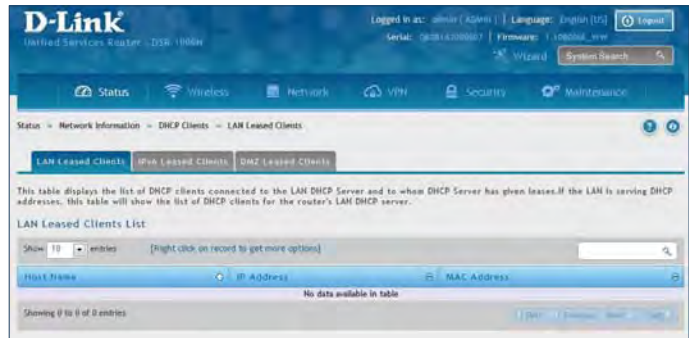 D-Link
Logged in as: admin ( ADMIN ) | Language: English [US] Logout
Unified Services Router - DSR-1000N
Serial: | Firmware:
Wizard System Search
Status Wireless Network VPN Security Maintenance
Status » Network Information » DHCP Clients » LAN Leased Clients
LAN Leased Clients IPv6 Leased Clients DMZ Leased Clients
This table displays the list of DHCP clients connected to the LAN DHCP Server and to whom DHCP Server has given leases.If the LAN is serving DHCP
addresses, this table will show the list of DHCP clients for the router's LAN DHCP server.
LAN Leased Clients List
Show 10 entries [Right click on record to get more options]
Host Name IP Address MAC Address
No data available in table
Showing 0 to 0 of 0 entries
First Previous Next Last